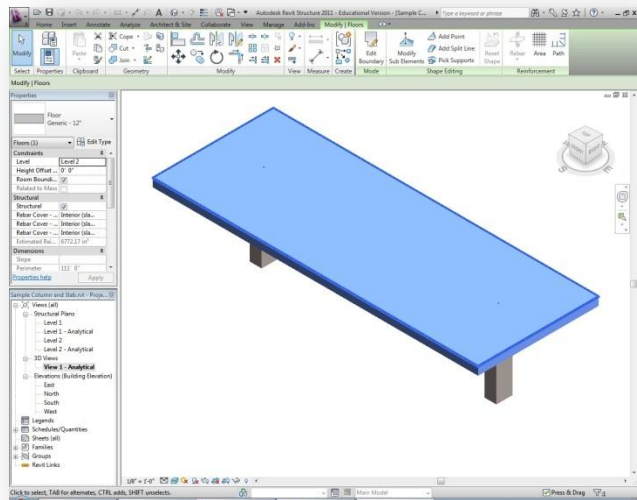 Autodesk Revit Structure 2011 - Educational Version - [Sample C... Type a keyword or phrase
Home Insert Annotate Analyze Architect & Site Collaborate View Manage Add-Ins Modify | Floors
Modify Properties Paste Cope Cut Join Edit Boundary Modify Sub Elements Add Point Add Split Line Pick Supports Reset Shape Rebar Area Path
Select Properties Clipboard Geometry Modify View Measure Create Mode Shape Editing Reinforcement
Modify | Floors
Properties
Floor
Generic - 12"
Floors (1) Edit Type
Constraints
Level Level 2
Height Offset ... 0' 0"
Room Boundi...
Related to Mass
Structural
Structural
Rebar Cover - ... Interior (sla...
Rebar Cover - ... Interior (sla...
Rebar Cover - ... Interior (sla...
Estimated Rei... 6772.17 in³
Dimensions
Slope
Perimeter 112' 0"
Properties help Apply
Sample Column and Slab.rvt - Proje...
Views (all)
Structural Plans
Level 1
Level 1 - Analytical
Level 2
Level 2 - Analytical
3D Views
View 1 - Analytical
Elevations (Building Elevation)
East
North
South
West
Legends
Schedules/Quantities
Sheets (all)
Families
Groups
Revit Links
1/8" = 1'-0"
Click to select, TAB for alternates, CTRL adds, SHIFT unselects. Main Model Press & Drag